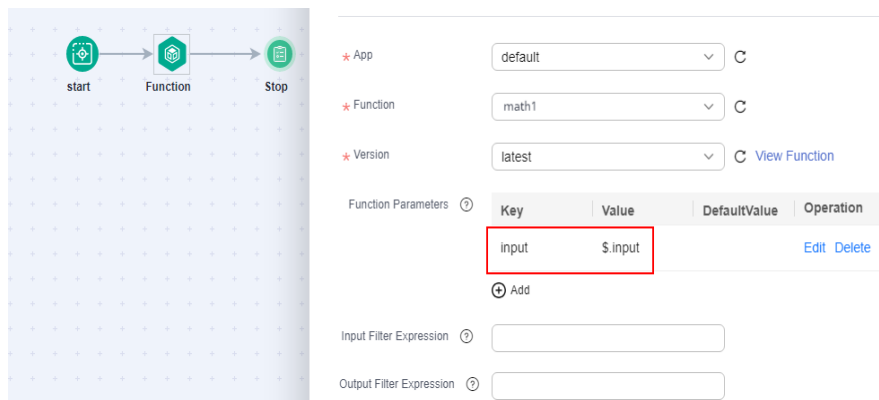 start Function Stop
* App default
* Function math1
* Version latest View Function
Function Parameters ? Key Value DefaultValue Operation
input $.input Edit Delete
Add
Input Filter Expression ?
Output Filter Expression ?